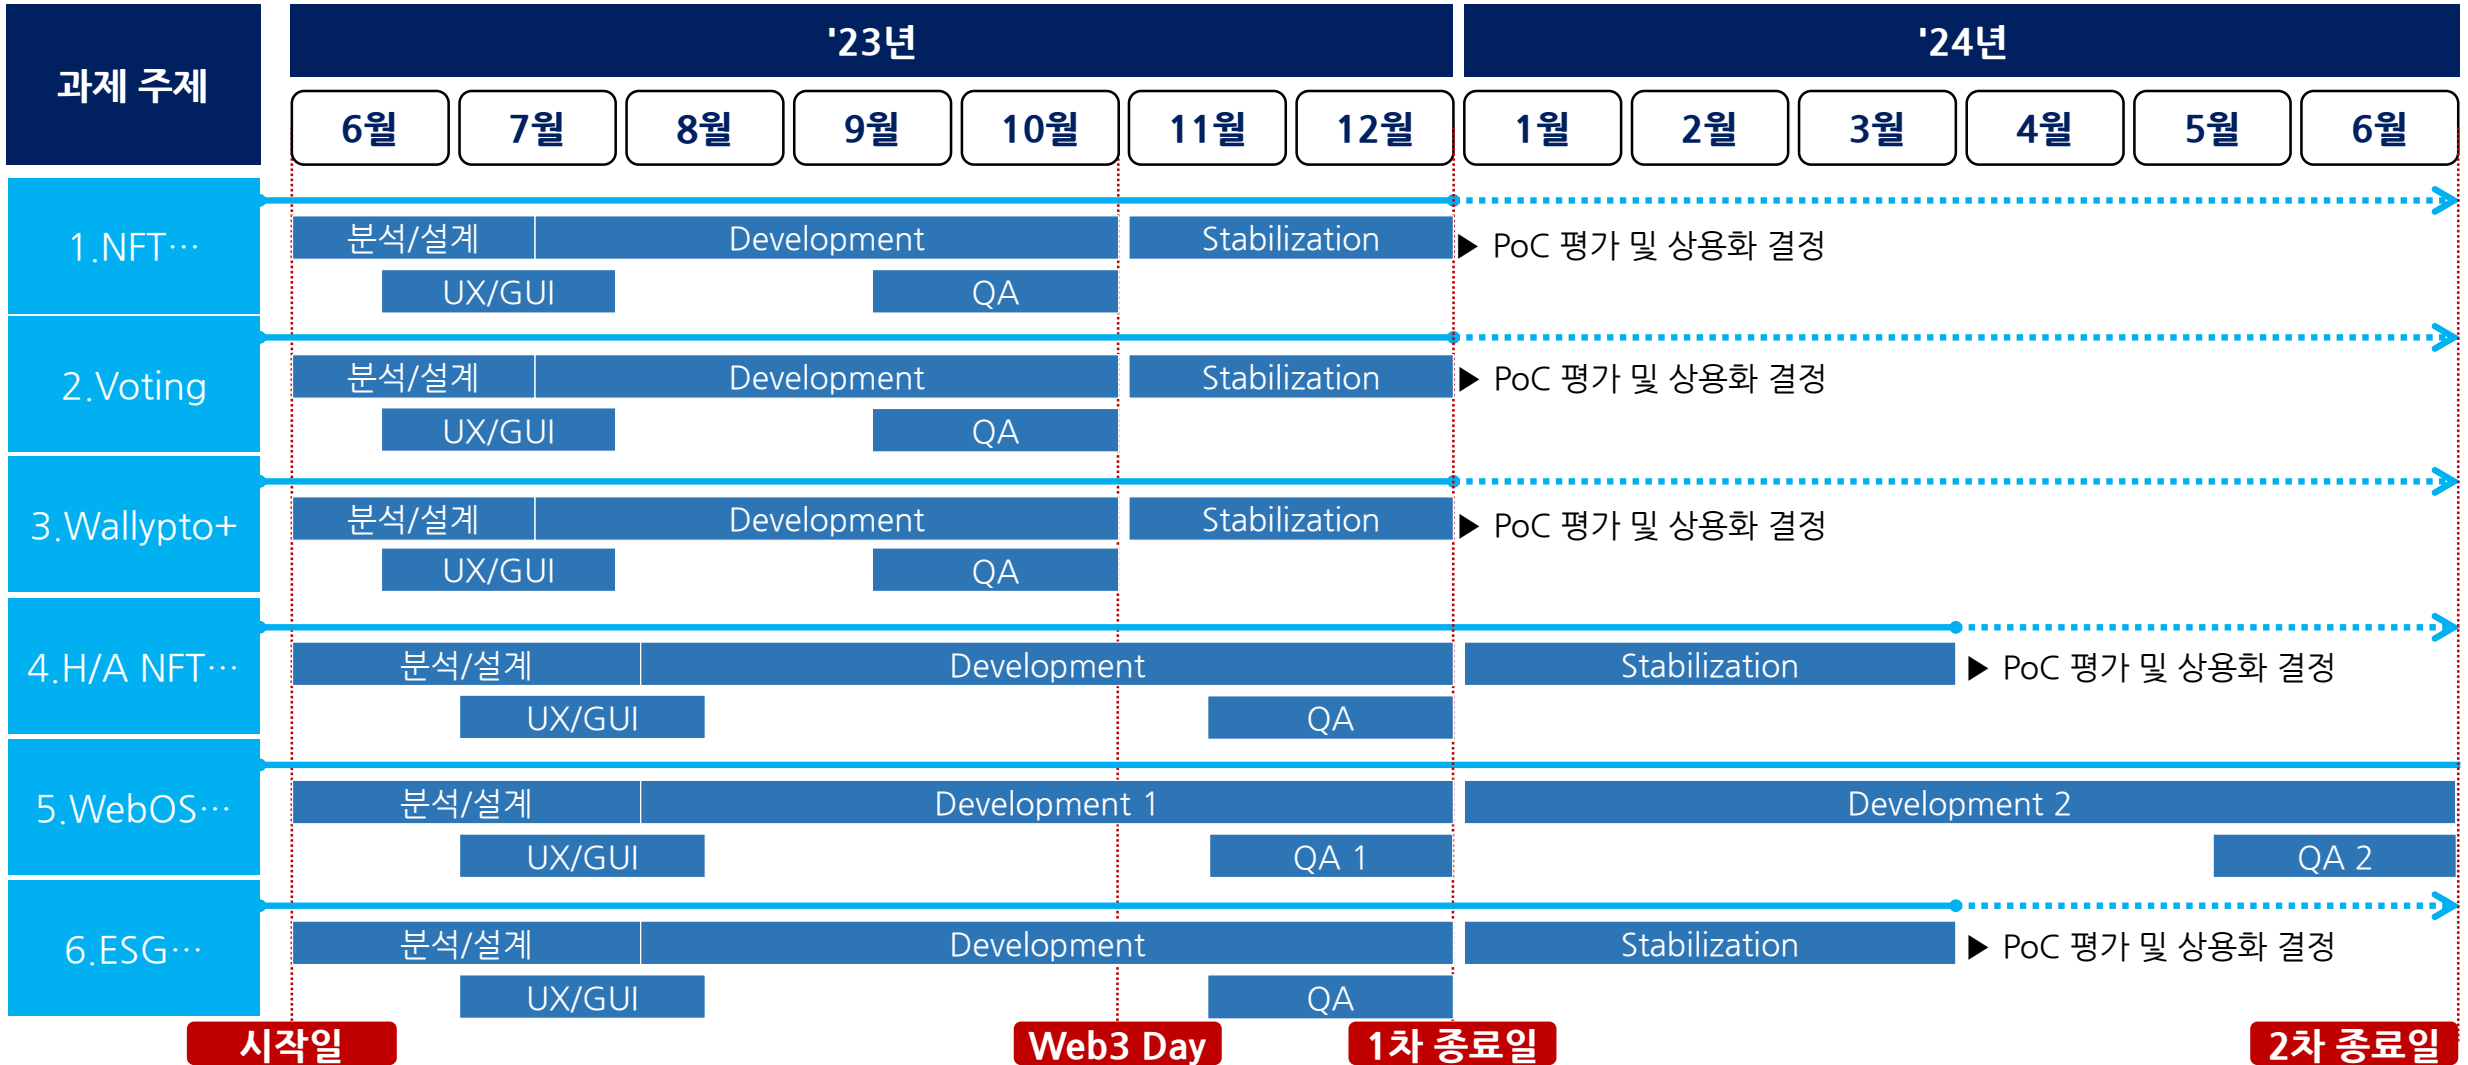 과제 주제
'23년
'24년
6월 7월 8월 9월 10월 11월 12월 1월 2월 3월 4월 5월 6월
1.NFT…
분석/설계 Development Stabilization ▶ PoC 평가 및 상용화 결정
UX/GUI QA
2.Voting
분석/설계 Development Stabilization ▶ PoC 평가 및 상용화 결정
UX/GUI QA
3.Wallypto+
분석/설계 Development Stabilization ▶ PoC 평가 및 상용화 결정
UX/GUI QA
4.H/A NFT…
분석/설계 Development Stabilization ▶ PoC 평가 및 상용화 결정
UX/GUI QA
5.WebOS…
분석/설계 Development 1 Development 2
UX/GUI QA 1 QA 2
6.ESG…
분석/설계 Development Stabilization ▶ PoC 평가 및 상용화 결정
UX/GUI QA
시작일 Web3 Day 1차 종료일 2차 종료일